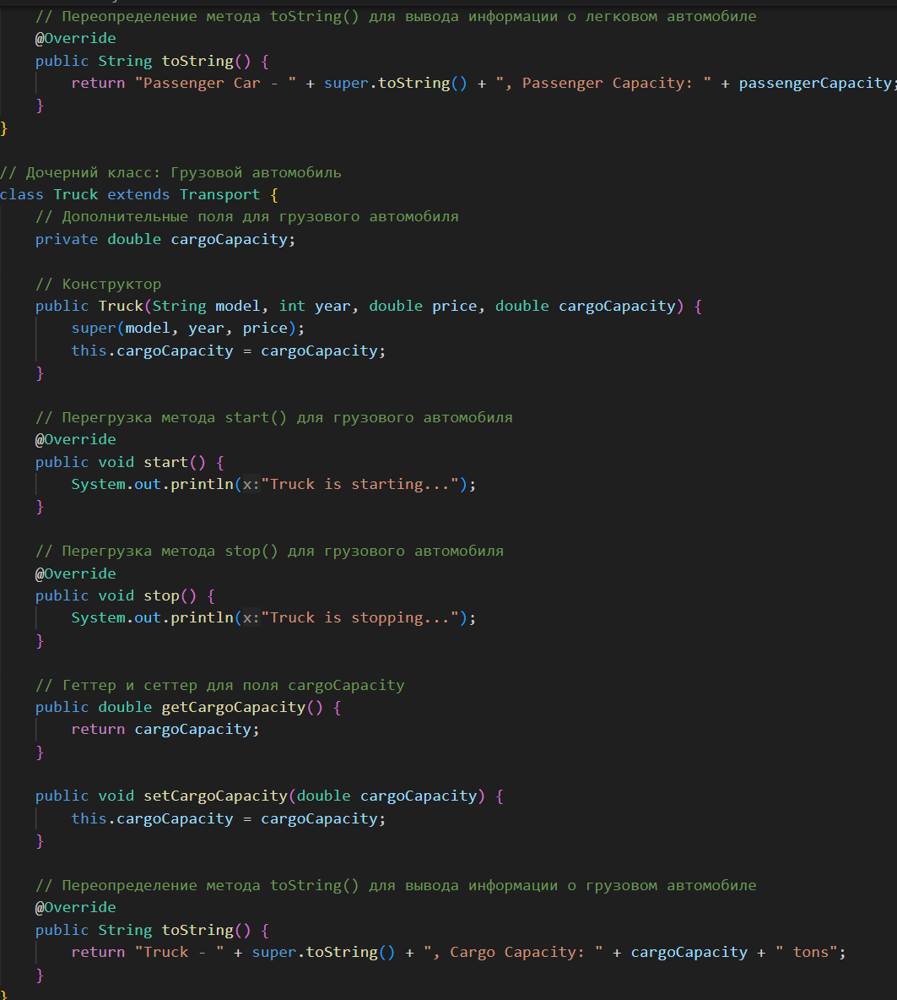 // Переопределение метода toString() для вывода информации о легковом автомобиле
@Override
public String toString() {
return "Passenger Car - " + super.toString() + ", Passenger Capacity: " + passengerCapacity;
}
}
// Дочерний класс: Грузовой автомобиль
class Truck extends Transport {
// Дополнительные поля для грузового автомобиля
private double cargoCapacity;
// Конструктор
public Truck(String model, int year, double price, double cargoCapacity) {
super(model, year, price);
this.cargoCapacity = cargoCapacity;
}
// Перегрузка метода start() для грузового автомобиля
@Override
public void start() {
System.out.println(x:"Truck is starting...");
}
// Перегрузка метода stop() для грузового автомобиля
@Override
public void stop() {
System.out.println(x:"Truck is stopping...");
}
// Геттер и сеттер для поля cargoCapacity
public double getCargoCapacity() {
return cargoCapacity;
}
public void setCargoCapacity(double cargoCapacity) {
this.cargoCapacity = cargoCapacity;
}
// Переопределение метода toString() для вывода информации о грузовом автомобиле
@Override
public String toString() {
return "Truck - " + super.toString() + ", Cargo Capacity: " + cargoCapacity + " tons";
}
}